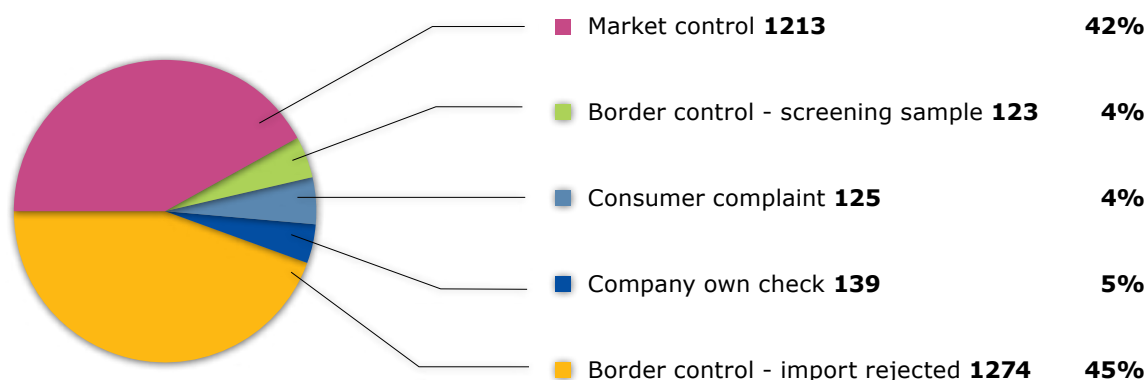 Market control 1213 42%
Border control - screening sample 123 4%
Consumer complaint 125 4%
Company own check 139 5%
Border control - import rejected 1274 45%